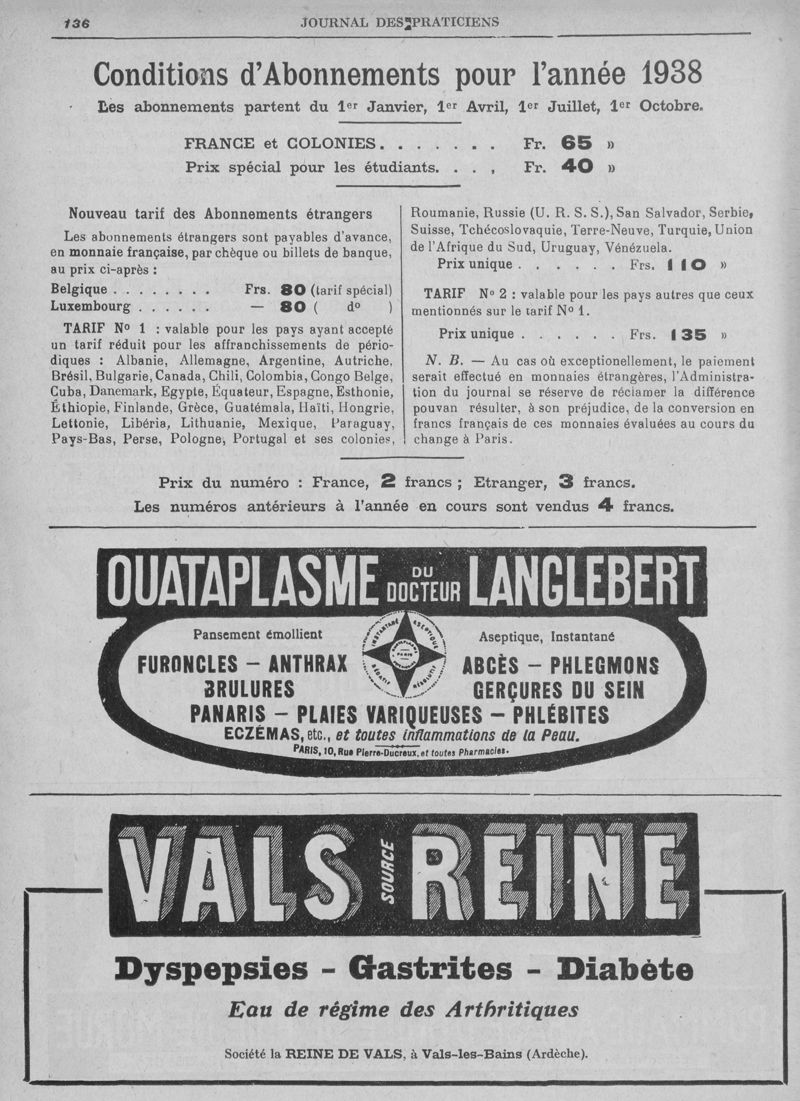 136
JOURNAL DES PRATICIENS
Conditions d'Abonnements pour l'année 1938
Les abonnements partent du 1er Janvier, 1er Avril, 1er Juillet, 1er Octobre.
FRANCE et COLONIES. . . . . . . Fr. 65 »
Prix spécial pour les étudiants. . . , Fr. 40 »
Nouveau tarif des Abonnements étrangers
Les abonnements étrangers sont payables d'avance,
en monnaie française, par chèque ou billets de banque,
au prix ci-après :
Belgique . . . . . . . . Frs. 80 (tarif spécial)
Luxembourg . . . . . . — 80 ( do )
TARIF No 1 : valable pour les pays ayant accepté
un tarif réduit pour les affranchissements de pério-
diques : Albanie, Allemagne, Argentine, Autriche,
Brésil, Bulgarie, Canada, Chili, Colombia, Congo Belge,
Cuba, Danemark, Egypte, Équateur, Espagne, Esthonie,
Éthiopie, Finlande, Grèce, Guatémala, Haïti, Hongrie,
Lettonie, Libéria, Lithuanie, Mexique, Paraguay,
Pays-Bas, Perse, Pologne, Portugal et ses colonies,
Roumanie, Russie (U. R. S. S.), San Salvador, Serbie,
Suisse, Tchécoslovaquie, Terre-Neuve, Turquie, Union
de l'Afrique du Sud, Uruguay, Vénézuela.
Prix unique . . . . . . Frs. 110 »
TARIF No 2 : valable pour les pays autres que ceux
mentionnés sur le tarif No 1.
Prix unique . . . . . . Frs. 135 »
N. B. — Au cas où exceptionellement, le paiement
serait effectué en monnaies étrangères, l'Administra-
tion du journal se réserve de réclamer la différence
pouvan résulter, à son préjudice, de la conversion en
francs français de ces monnaies évaluées au cours du
change à Paris.
Prix du numéro : France, 2 francs ; Etranger, 3 francs.
Les numéros antérieurs à l'année en cours sont vendus 4 francs.
OUATAPLASME DU DOCTEUR LANGLEBERT
Pansement émollient
Aseptique, Instantané
INSTANTANÉ ASEPTIQUE
FURONCLES — ANTHRAX
ABCÈS — PHLEGMONS
BRULURES
GERÇURES DU SEIN
PANARIS — PLAIES VARIQUEUSES — PHLÉBITES
ECZÉMAS, etc., et toutes inflammations de la Peau.
PARIS, 10, Rue Pierre-Ducreux, et toutes Pharmacies.
VALS SOURCE REINE
Dyspepsies - Gastrites - Diabète
Eau de régime des Arthritiques
Société la REINE DE VALS, à Vals-les-Bains (Ardèche).